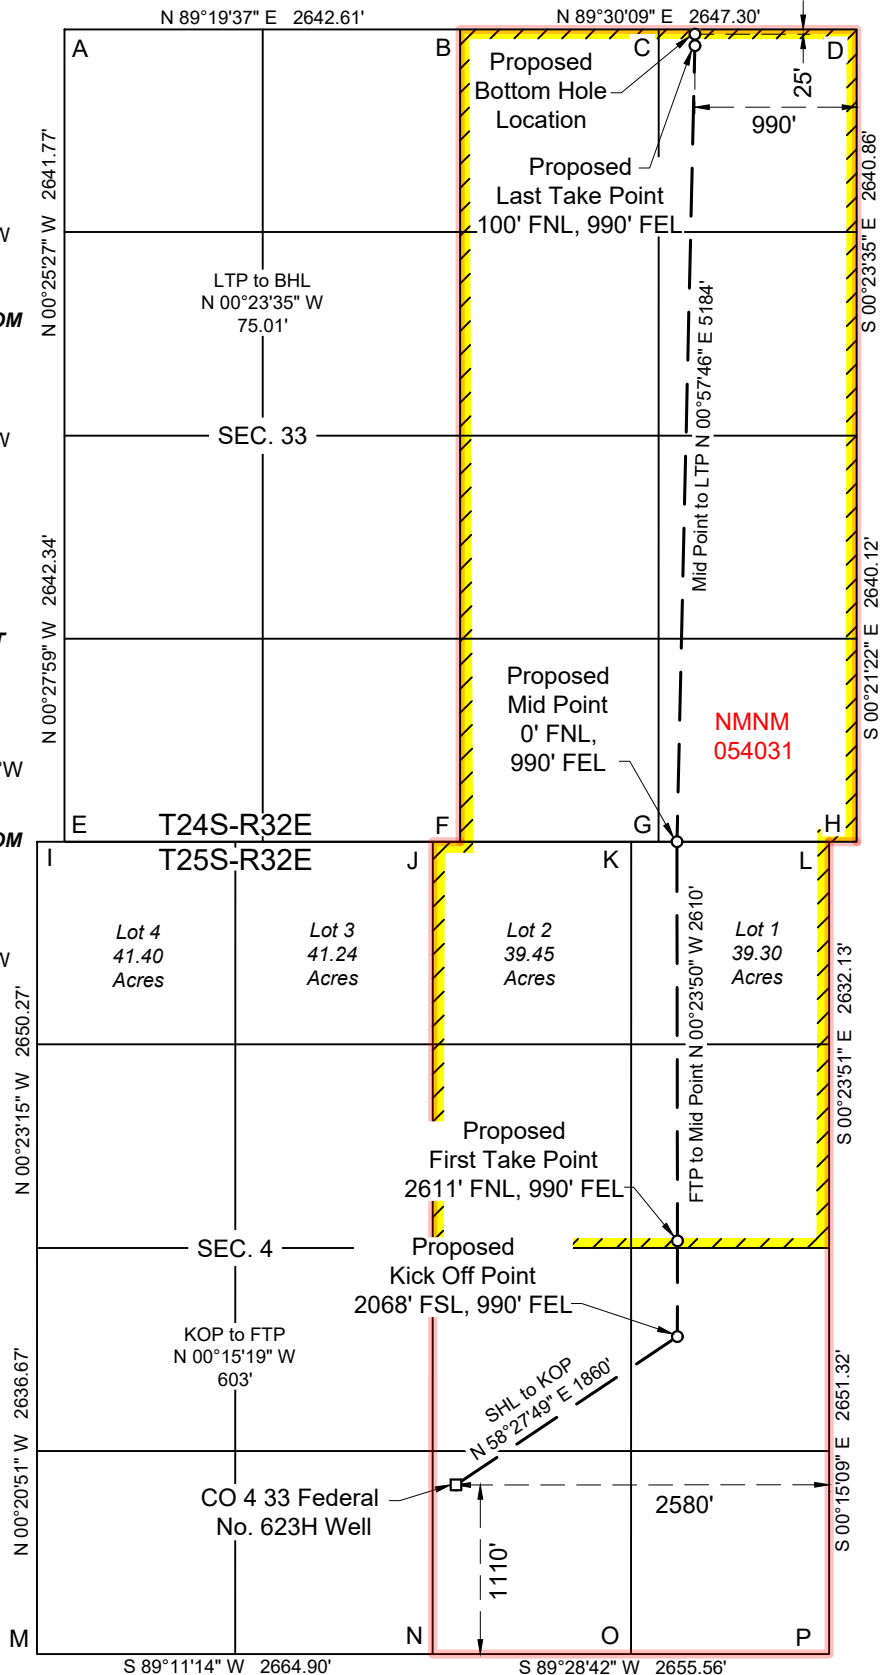 N 89°19'37" E 2642.61'
N 89°30'09" E 2647.30'
A
B
C
D
Proposed
Bottom Hole
Location
25'
990'
Proposed
Last Take Point
100' FNL, 990' FEL
N 00°25'27" W 2641.77'
S 00°23'35" E 2640.86'
W
LTP to BHL
N 00°23'35" W
75.01'
OM
Mid Point to LTP N 00°57'46" E 5184'
SEC. 33
W
N 00°27'59" W 2642.34'
S 00°21'22" E 2640.12'
T
Proposed
Mid Point
0' FNL,
990' FEL
NMNM
054031
°W
E
T24S-R32E
F
G
H
OM
I
T25S-R32E
J
K
L
Lot 4
41.40
Acres
Lot 3
41.24
Acres
Lot 2
39.45
Acres
Lot 1
39.30
Acres
W
N 00°23'15" W 2650.27'
FTP to Mid Point N 00°23'50" W 2610'
S 00°23'51" E 2632.13'
Proposed
First Take Point
2611' FNL, 990' FEL
SEC. 4
Proposed
Kick Off Point
2068' FSL, 990' FEL
KOP to FTP
N 00°15'19" W
603'
SHL to KOP
N 58°27'49" E 1860'
N 00°20'51" W 2636.67'
S 00°15'09" E 2651.32'
CO 4 33 Federal
No. 623H Well
2580'
1110'
M
N
O
P
S 89°11'14" W 2664.90'
S 89°28'42" W 2655.56'